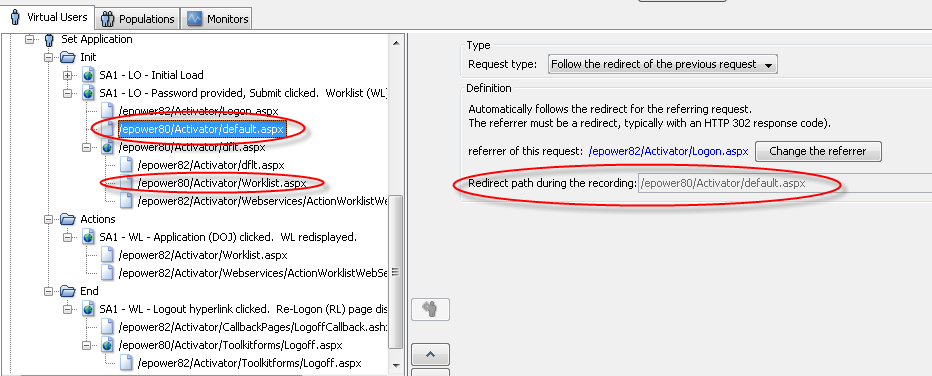 Virtual Users
Populations
Monitors
Set Application
Init
SA1 - LO - Initial Load
SA1 - LO - Password provided, Submit clicked. Worklist (WL)
/epower82/Activator/Logon.aspx
/epower80/Activator/default.aspx
/epower80/Activator/dflt.aspx
/epower82/Activator/dflt.aspx
/epower80/Activator/Worklist.aspx
/epower82/Activator/Webservices/ActionWorklistWeb
Actions
SA1 - WL - Application (DOJ) clicked. WL redisplayed.
/epower82/Activator/Worklist.aspx
/epower82/Activator/Webservices/ActionWorklistWebSe
End
SA1 - WL - Logout hyperlink clicked. Re-Logon (RL) page dis
/epower82/Activator/CallbackPages/LogoffCallback.ashx
/epower80/Activator/Toolkitforms/Logoff.aspx
/epower82/Activator/Toolkitforms/Logoff.aspx
Type
Request type: Follow the redirect of the previous request
Definition
Automatically follows the redirect for the referring request.
The referrer must be a redirect, typically with an HTTP 302 response code).
referrer of this request: /epower82/Activator/Logon.aspx Change the referrer
Redirect path during the recording: /epower80/Activator/default.aspx